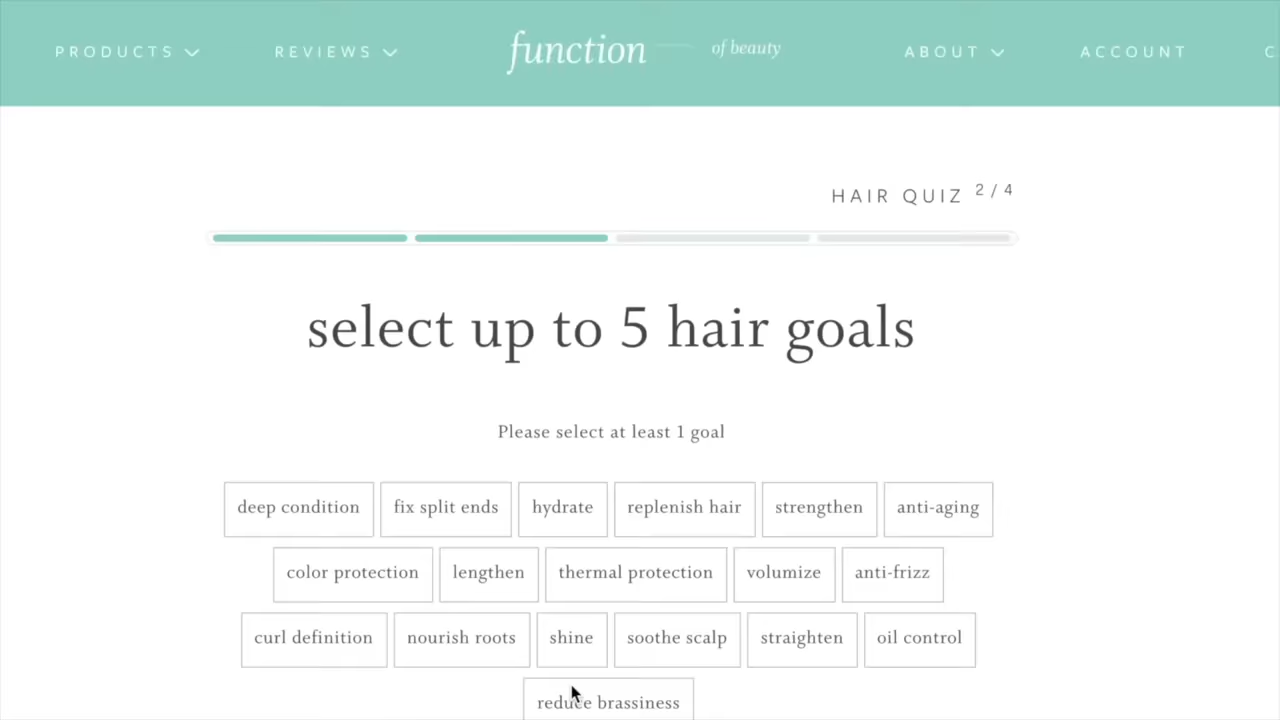 PRODUCTS REVIEWS function of beauty ABOUT ACCOUNT C
HAIR QUIZ 2 / 4
select up to 5 hair goals
Please select at least 1 goal
deep condition fix split ends hydrate replenish hair strengthen anti-aging
color protection lengthen thermal protection volumize anti-frizz
curl definition nourish roots shine soothe scalp straighten oil control
reduce brassiness